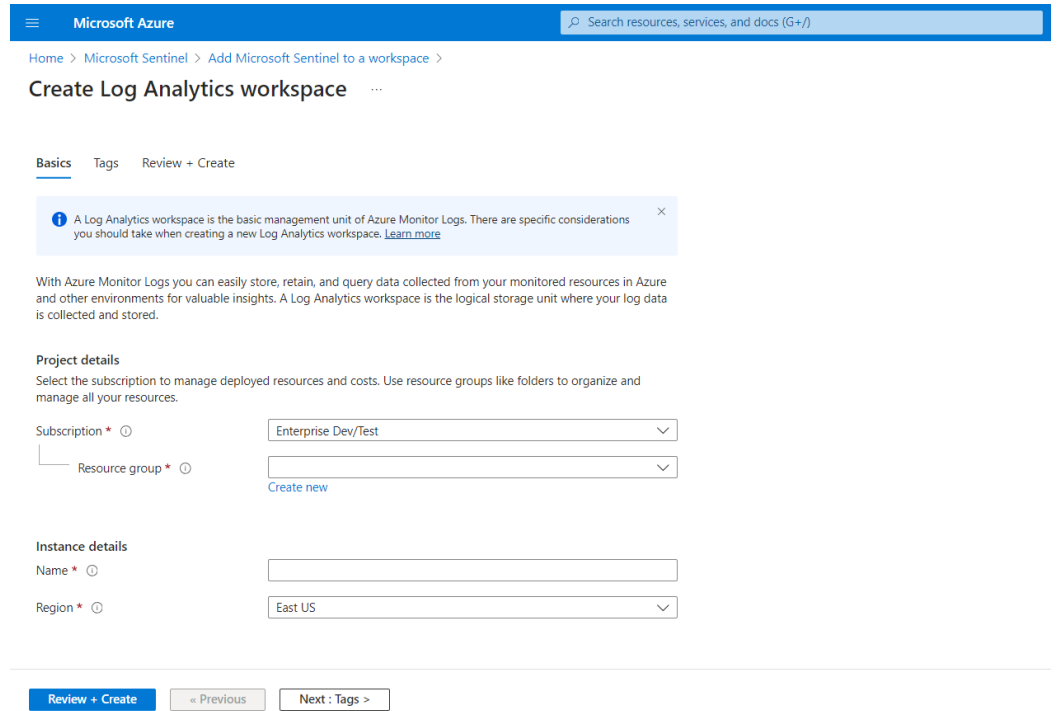 Microsoft Azure
Search resources, services, and docs (G+/)
Home > Microsoft Sentinel > Add Microsoft Sentinel to a workspace >
Create Log Analytics workspace ...
Basics Tags Review + Create
A Log Analytics workspace is the basic management unit of Azure Monitor Logs. There are specific considerations
you should take when creating a new Log Analytics workspace. Learn more
With Azure Monitor Logs you can easily store, retain, and query data collected from your monitored resources in Azure
and other environments for valuable insights. A Log Analytics workspace is the logical storage unit where your log data
is collected and stored.
Project details
Select the subscription to manage deployed resources and costs. Use resource groups like folders to organize and
manage all your resources.
Subscription * Enterprise Dev/Test
Resource group *
Create new
Instance details
Name *
Region * East US
Review + Create « Previous Next : Tags >